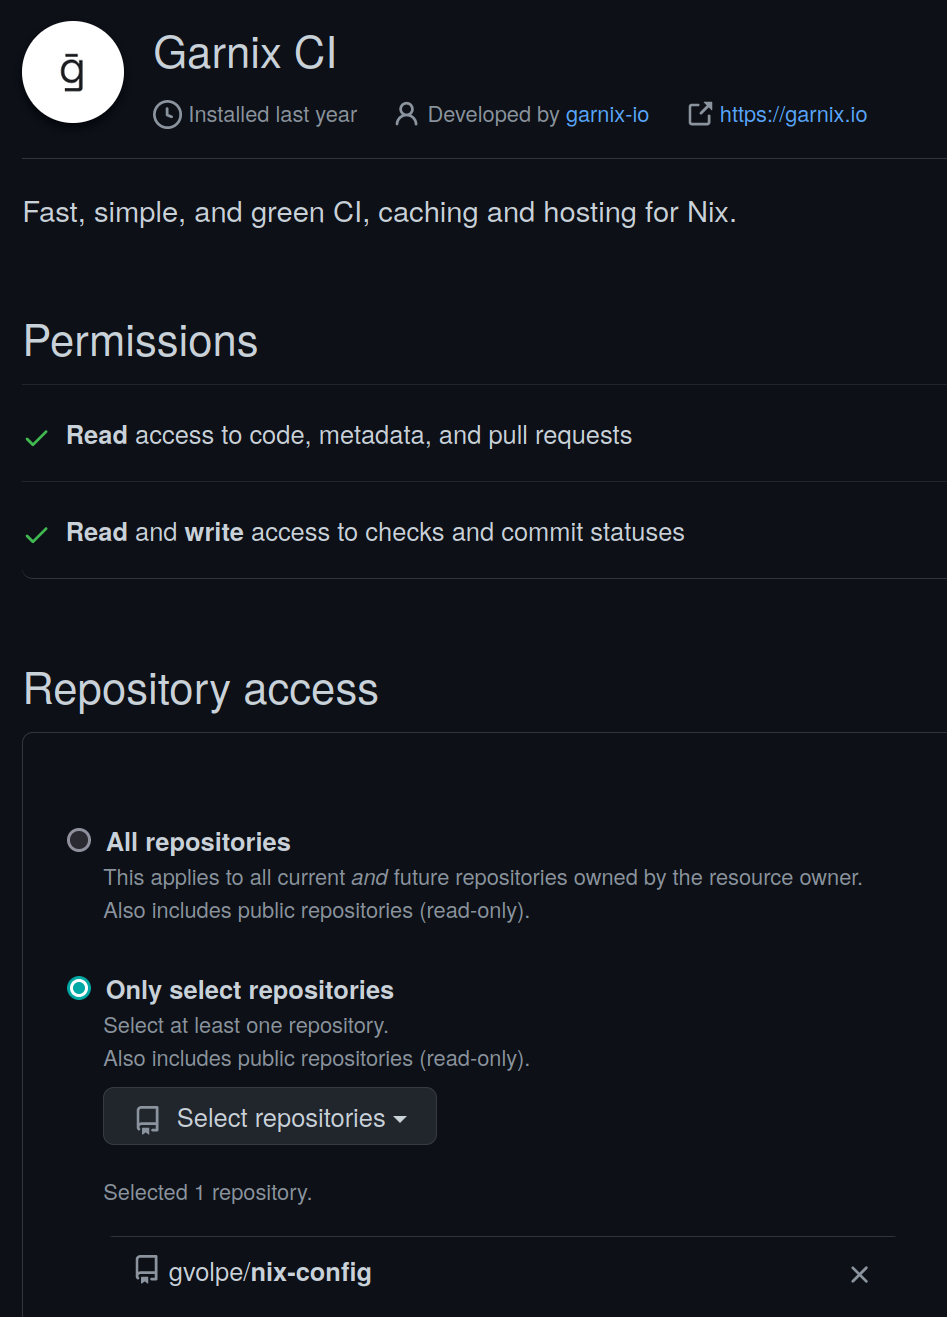 ḡ
Garnix CI
Installed last year Developed by garnix-io https://garnix.io
Fast, simple, and green CI, caching and hosting for Nix.
Permissions
Read access to code, metadata, and pull requests
Read and write access to checks and commit statuses
Repository access
All repositories
This applies to all current and future repositories owned by the resource owner.
Also includes public repositories (read-only).
Only select repositories
Select at least one repository.
Also includes public repositories (read-only).
Select repositories
Selected 1 repository.
gvolpe/nix-config